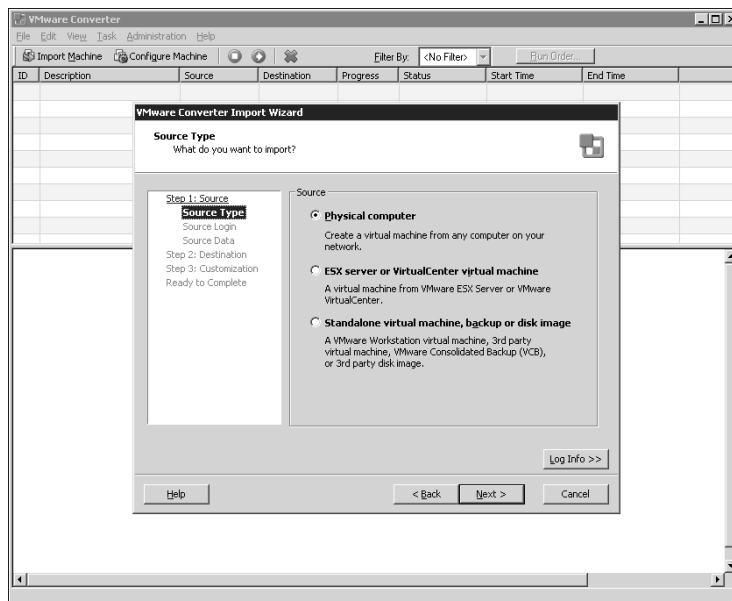 VMware Converter
File Edit View Task Administration Help
Import Machine Configure Machine Filter By: <No Filter> Run Order...
ID Description Source Destination Progress Status Start Time End Time
VMware Converter Import Wizard
Source Type
What do you want to import?
Step 1: Source
Source Type
Source Login
Source Data
Step 2: Destination
Step 3: Customization
Ready to Complete
Source
Physical computer
Create a virtual machine from any computer on your
network.
ESX server or VirtualCenter virtual machine
A virtual machine from VMware ESX Server or VMware
VirtualCenter.
Standalone virtual machine, backup or disk image
A VMware Workstation virtual machine, 3rd party
virtual machine, VMware Consolidated Backup (VCB),
or 3rd party disk image.
Log Info >>
Help < Back Next > Cancel